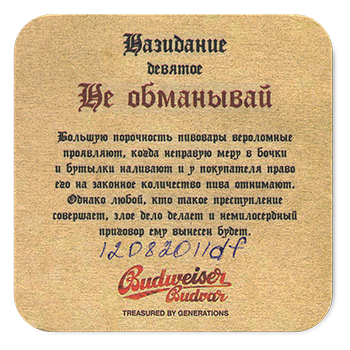 Назидание
девятое
Не обманывай
Большую порочность пивовары вероломные
проявляют, когда неправую меру в бочки
и бутылки наливают и у покупателя право
его на законное количество пива отнимают.
Однако любой, кто такое преступление
совершает, злое дело делает и немилосердный
приговор ему вынесен будет.
12082011df
Budweiser
Budvar
TREASURED BY GENERATIONS